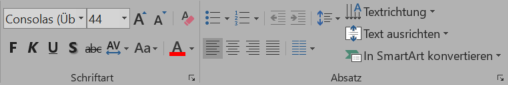 Consolas (Üb 44 A A Textrichtung
Text ausrichten
F K U S abc AV Aa A In SmartArt konvertieren
Schriftart Absatz